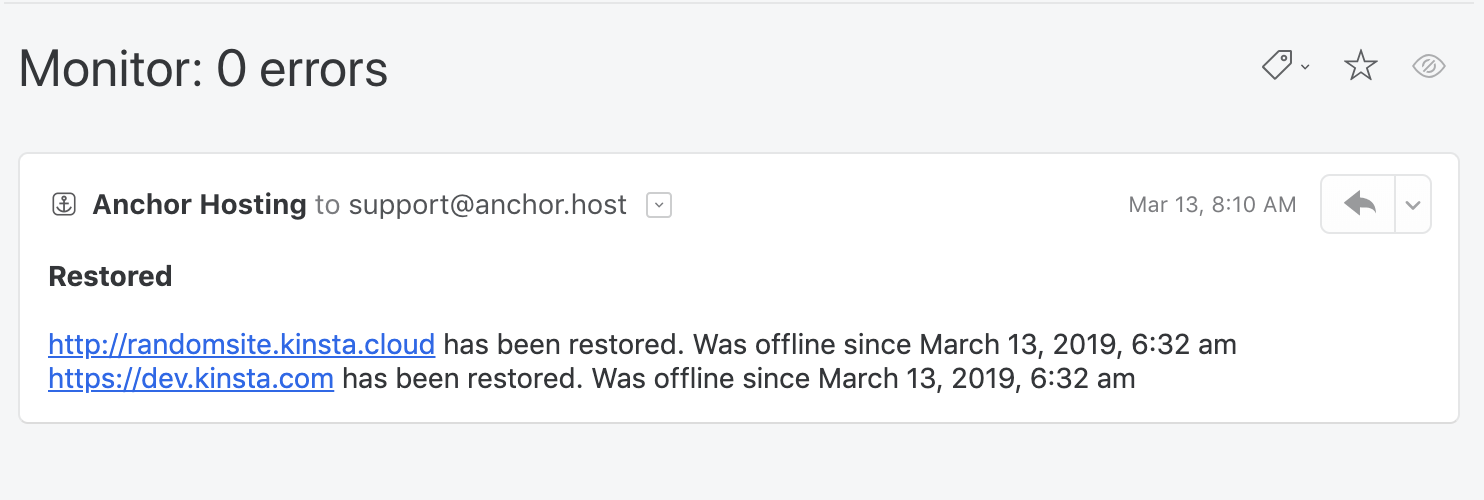 Monitor: 0 errors
Anchor Hosting to support@anchor.host
Mar 13, 8:10 AM
Restored
http://randomsite.kinsta.cloud has been restored. Was offline since March 13, 2019, 6:32 am
https://dev.kinsta.com has been restored. Was offline since March 13, 2019, 6:32 am